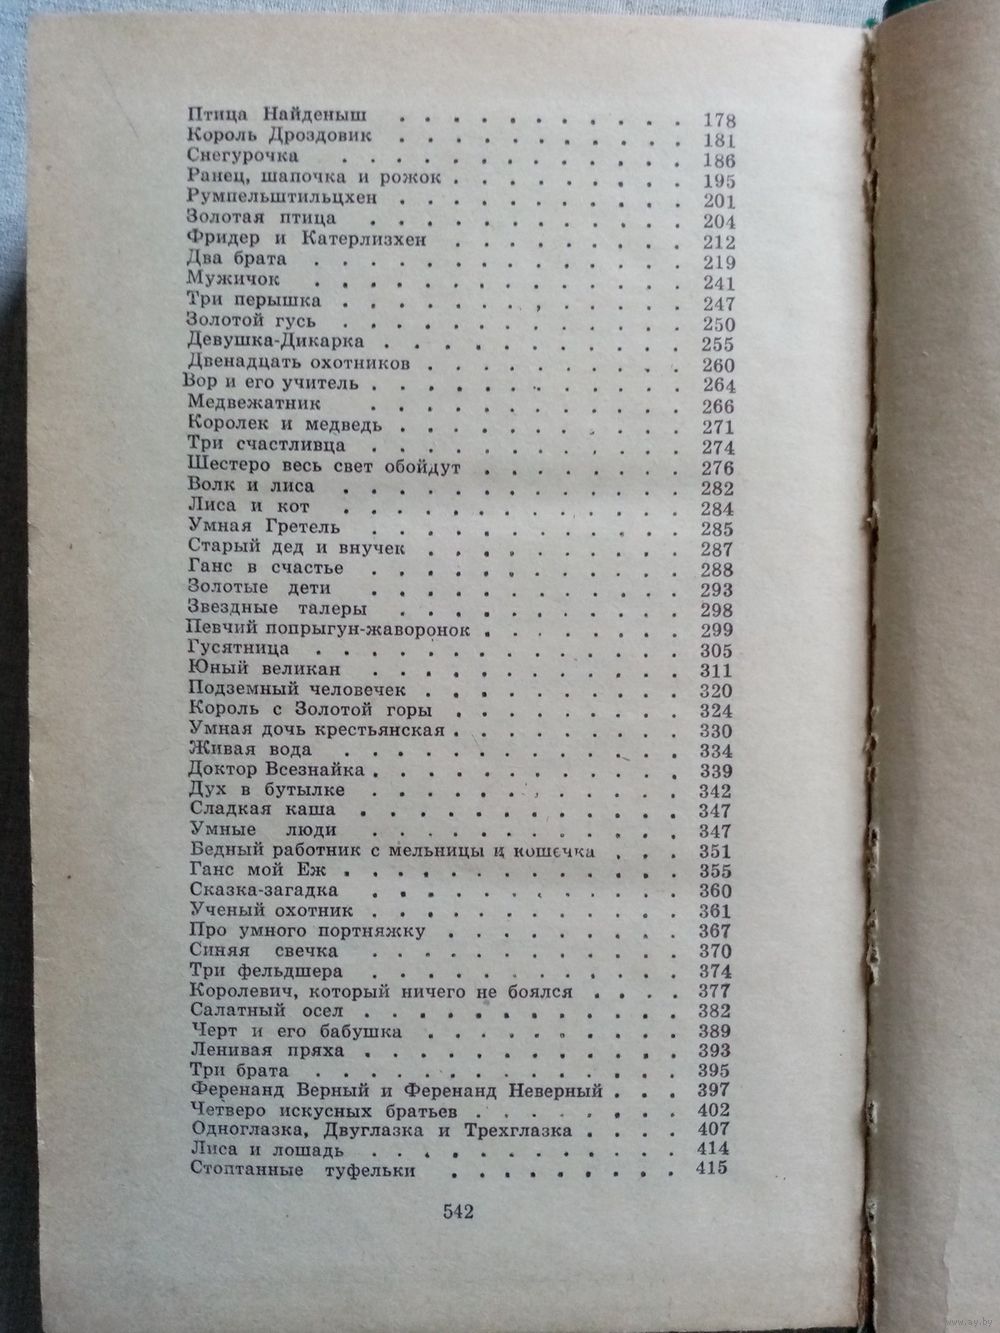 Птица Найденыш . . . . . . . . . . . 178
Король Дроздовик . . . . . . . . . . . 181
Снегурочка . . . . . . . . . . . . . 186
Ранец, шапочка и рожок . . . . . . . . . 195
Румпельштильцхен . . . . . . . . . . . 201
Золотая птица . . . . . . . . . . . . 204
Фридер и Катерлизхен . . . . . . . . . 212
Два брата . . . . . . . . . . . . . . 219
Мужичок . . . . . . . . . . . . . . 241
Три перышка . . . . . . . . . . . . . 247
Золотой гусь . . . . . . . . . . . . . 250
Девушка-Дикарка . . . . . . . . . . . 255
Двенадцать охотников . . . . . . . . . . 260
Вор и его учитель . . . . . . . . . . . . 264
Медвежатник . . . . . . . . . . . . 266
Королек и медведь . . . . . . . . . . . 271
Три счастливца . . . . . . . . . . . . 274
Шестеро весь свет обойдут . . . . . . . . 276
Волк и лиса . . . . . . . . . . . . . 282
Лиса и кот . . . . . . . . . . . . . 284
Умная Гретель . . . . . . . . . . . . 285
Старый дед и внучек . . . . . . . . . . 287
Ганс в счастье . . . . . . . . . . . . 288
Золотые дети . . . . . . . . . . . . 293
Звездные талеры . . . . . . . . . . . 298
Певчий попрыгун-жаворонок . . . . . . . . 299
Гусятница . . . . . . . . . . . . . . 305
Юный великан . . . . . . . . . . . . 311
Подземный человечек . . . . . . . . . . 320
Король с Золотой горы . . . . . . . . . 324
Умная дочь крестьянская . . . . . . . . . 330
Живая вода . . . . . . . . . . . . . 334
Доктор Всезнайка . . . . . . . . . . . . 339
Дух в бутылке . . . . . . . . . . . . 342
Сладкая каша . . . . . . . . . . . . 347
Умные люди . . . . . . . . . . . . 347
Бедный работник с мельницы и кошечка . . . 351
Ганс мой Еж . . . . . . . . . . . . . 355
Сказка-загадка . . . . . . . . . . . . 360
Ученый охотник . . . . . . . . . . . . 361
Про умного портняжку . . . . . . . . . 367
Синяя свечка . . . . . . . . . . . . 370
Три фельдшера . . . . . . . . . . . . 374
Королевич, который ничего не боялся . . . . 377
Салатный осел . . . . . . . . . . . . 382
Черт и его бабушка . . . . . . . . . . 389
Ленивая пряха . . . . . . . . . . . . 393
Три брата . . . . . . . . . . . . . . 395
Ференанд Верный и Ференанд Неверный . . . 397
Четверо искусных братьев . . . . . . . . 402
Одноглазка, Двуглазка и Трехглазка . . . . 407
Лиса и лошадь . . . . . . . . . . . . 414
Стоптанные туфельки . . . . . . . . . 415
542
www.ay.by